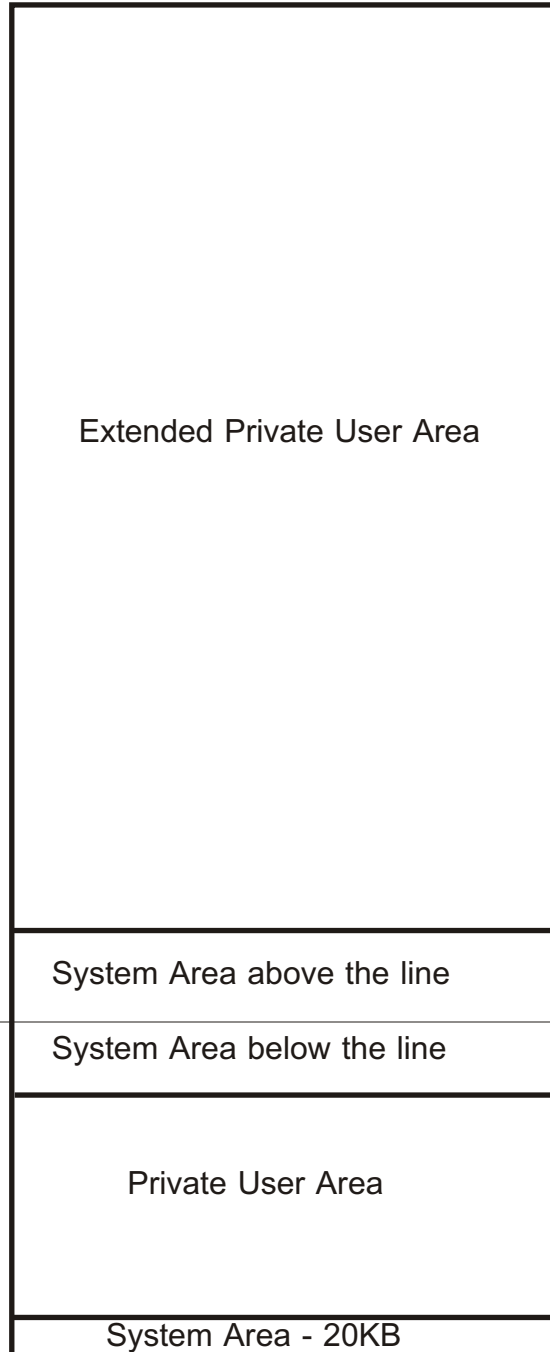 Extended Private User Area
System Area above the line
System Area below the line
Private User Area
System Area - 20KB